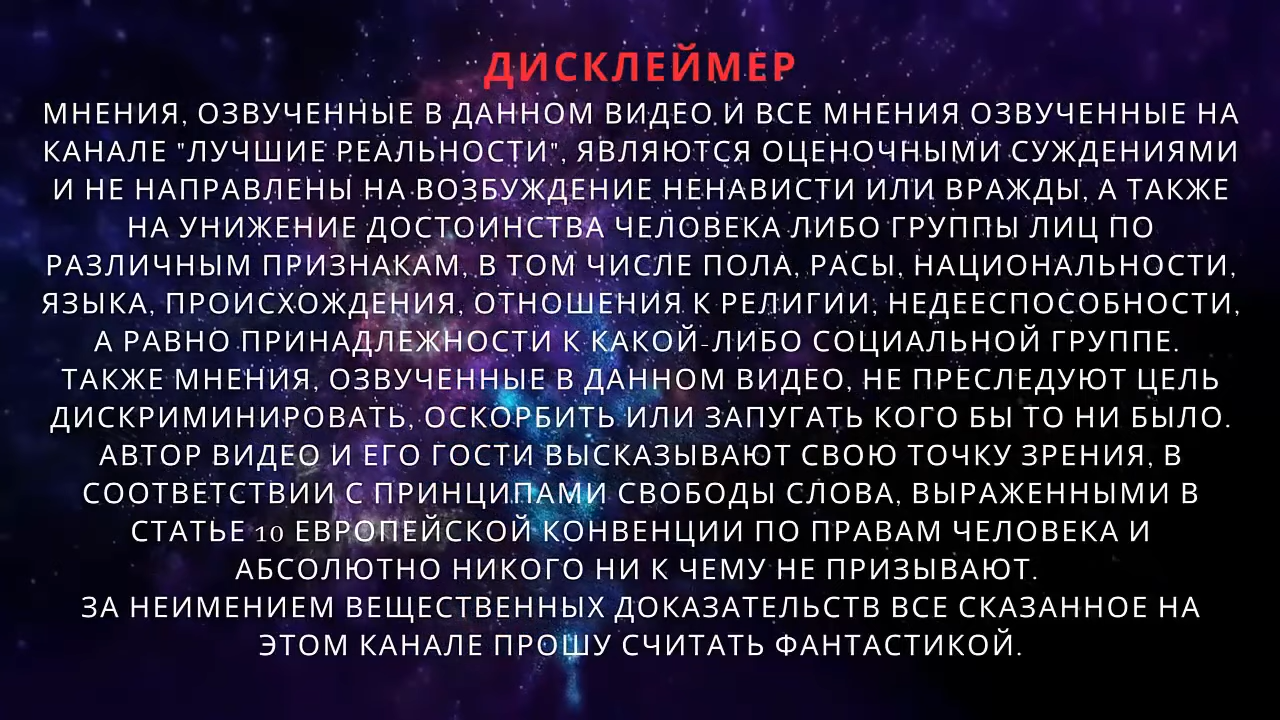 ДИСКЛЕЙМЕР
МНЕНИЯ, ОЗВУЧЕННЫЕ В ДАННОМ ВИДЕО И ВСЕ МНЕНИЯ ОЗВУЧЕННЫЕ НА
КАНАЛЕ "ЛУЧШИЕ РЕАЛЬНОСТИ", ЯВЛЯЮТСЯ ОЦЕНОЧНЫМИ СУЖДЕНИЯМИ
И НЕ НАПРАВЛЕНЫ НА ВОЗБУЖДЕНИЕ НЕНАВИСТИ ИЛИ ВРАЖДЫ, А ТАКЖЕ
НА УНИЖЕНИЕ ДОСТОИНСТВА ЧЕЛОВЕКА ЛИБО ГРУППЫ ЛИЦ ПО
РАЗЛИЧНЫМ ПРИЗНАКАМ, В ТОМ ЧИСЛЕ ПОЛА, РАСЫ, НАЦИОНАЛЬНОСТИ,
ЯЗЫКА, ПРОИСХОЖДЕНИЯ, ОТНОШЕНИЯ К РЕЛИГИИ, НЕДЕЕСПОСОБНОСТИ,
А РАВНО ПРИНАДЛЕЖНОСТИ К КАКОЙ-ЛИБО СОЦИАЛЬНОЙ ГРУППЕ.
ТАКЖЕ МНЕНИЯ, ОЗВУЧЕННЫЕ В ДАННОМ ВИДЕО, НЕ ПРЕСЛЕДУЮТ ЦЕЛЬ
ДИСКРИМИНИРОВАТЬ, ОСКОРБИТЬ ИЛИ ЗАПУГАТЬ КОГО БЫ ТО НИ БЫЛО.
АВТОР ВИДЕО И ЕГО ГОСТИ ВЫСКАЗЫВАЮТ СВОЮ ТОЧКУ ЗРЕНИЯ, В
СООТВЕТСТВИИ С ПРИНЦИПАМИ СВОБОДЫ СЛОВА, ВЫРАЖЕННЫМИ В
СТАТЬЕ 10 ЕВРОПЕЙСКОЙ КОНВЕНЦИИ ПО ПРАВАМ ЧЕЛОВЕКА И
АБСОЛЮТНО НИКОГО НИ К ЧЕМУ НЕ ПРИЗЫВАЮТ.
ЗА НЕИМЕНИЕМ ВЕЩЕСТВЕННЫХ ДОКАЗАТЕЛЬСТВ ВСЕ СКАЗАННОЕ НА
ЭТОМ КАНАЛЕ ПРОШУ СЧИТАТЬ ФАНТАСТИКОЙ.